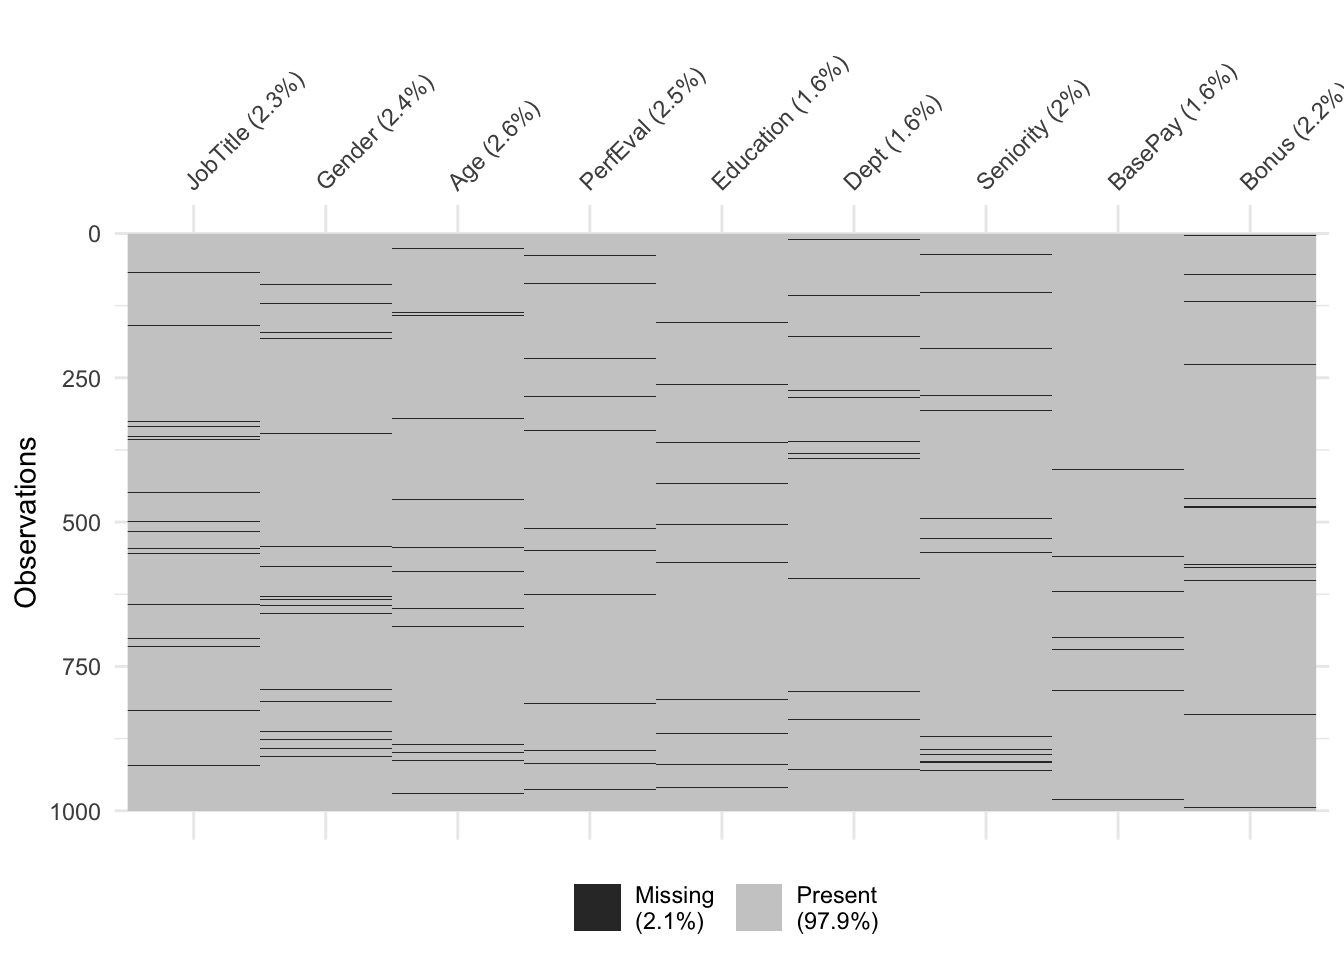 JobTitle (2.3%)
Gender (2.4%)
Age (2.6%)
PerfEval (2.5%)
Education (1.6%)
Dept (1.6%)
Seniority (2%)
BasePay (1.6%)
Bonus (2.2%)
0
250
500
750
1000
Observations
Missing
(2.1%)
Present
(97.9%)